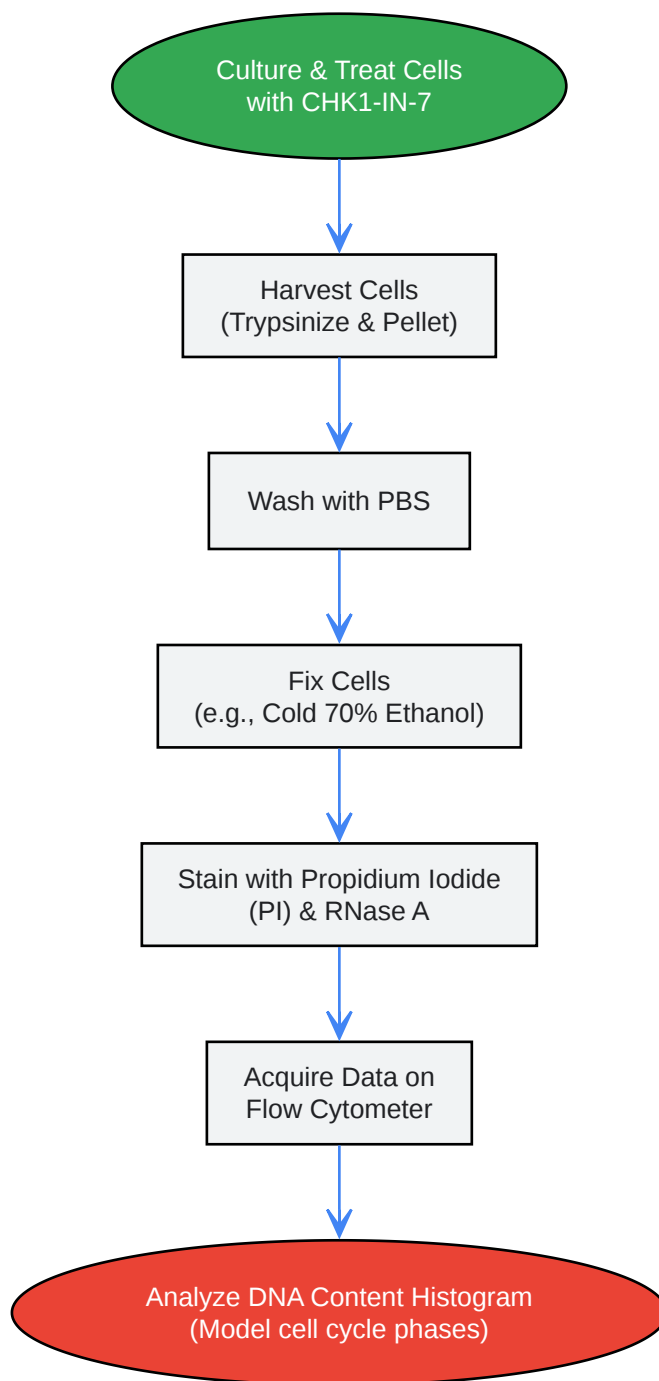 Culture & Treat Cells
with CHK1-IN-7
Harvest Cells
(Trypsinize & Pellet)
Wash with PBS
Fix Cells
(e.g., Cold 70% Ethanol)
Stain with Propidium Iodide
(PI) & RNase A
Acquire Data on
Flow Cytometer
Analyze DNA Content Histogram
(Model cell cycle phases)